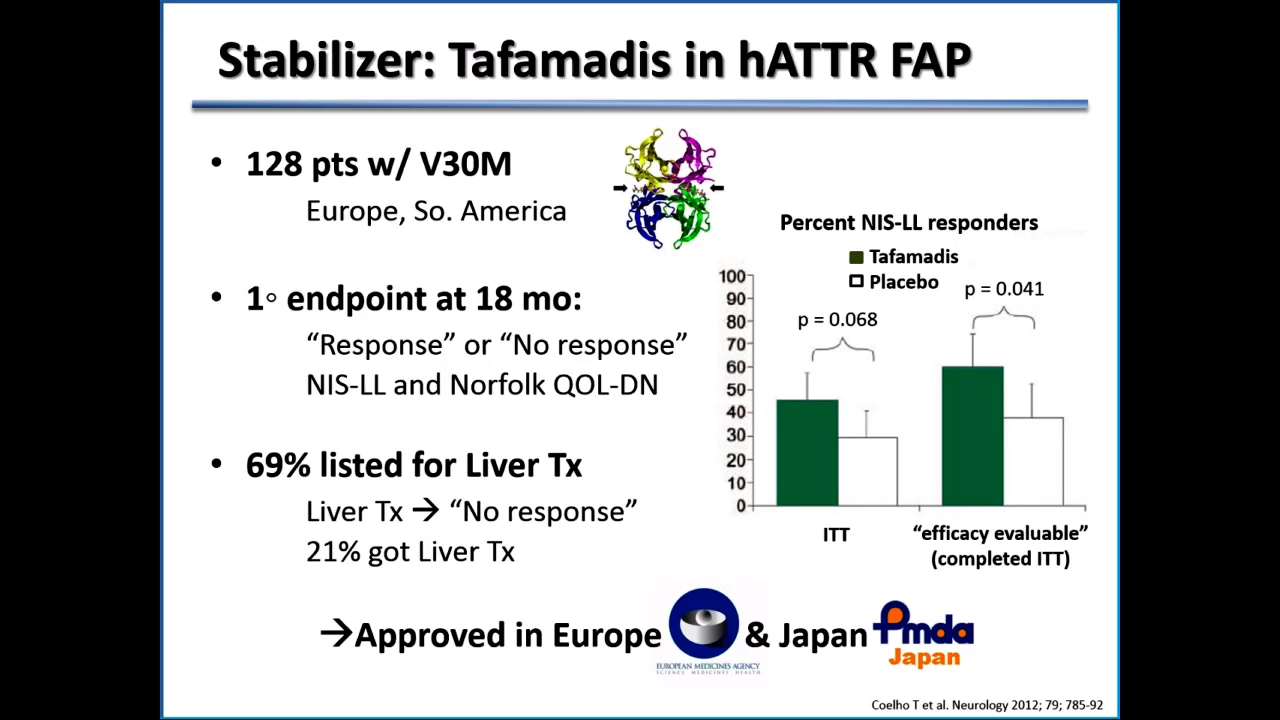 Stabilizer: Tafamadis in hATTR FAP
• 128 pts w/ V30M
Europe, So. America
• 1◦ endpoint at 18 mo:
“Response” or “No response”
NIS-LL and Norfolk QOL-DN
• 69% listed for Liver Tx
Liver Tx → “No response”
21% got Liver Tx
Percent NIS-LL responders
Tafamadis
Placebo
p = 0.068
p = 0.041
100
90
80
70
60
50
40
30
20
10
0
ITT
“efficacy evaluable”
(completed ITT)
→Approved in Europe & Japan
EUROPEAN MEDICINES AGENCY
SCIENCE MEDICINES HEALTH
Pmda
Japan
Coelho T et al. Neurology 2012; 79; 785-92